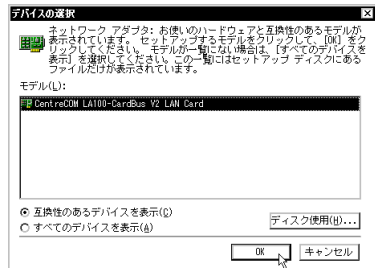 デバイスの選択
ネットワーク アダプタ: お使いのハードウェアと互換性のあるモデルが
表示されています。 セットアップするモデルをクリックして、[OK] をク
リックしてください。 モデルが一覧にない場合は、[すべてのデバイスを
表示] を選択してください。この一覧にはセットアップ ディスクにある
ファイルだけが表示されています。
モデル(L):
CentreCOM LA100-CardBus V2 LAN Card
互換性のあるデバイスを表示(C)
すべてのデバイスを表示(A)
ディスク使用(H)...
OK
キャンセル